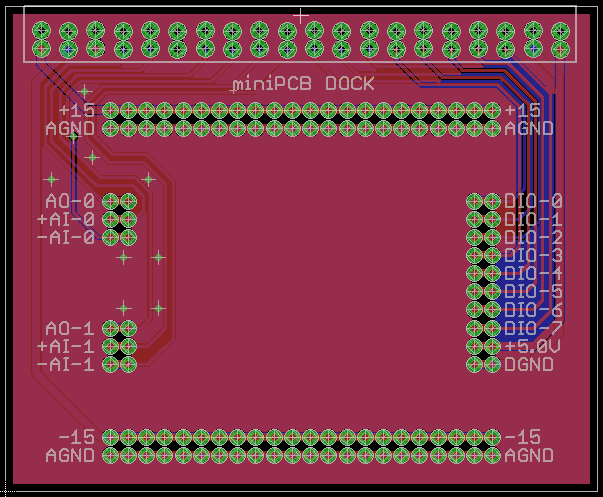 miniPCB DOCK
+15 +15
AGND AGND
AO-0 DIO-0
+AI-0 DIO-1
-AI-0 DIO-2
DIO-3
DIO-4
DIO-5
DIO-6
AO-1 DIO-7
+AI-1 +5.0V
-AI-1 DGND
-15 -15
AGND AGND